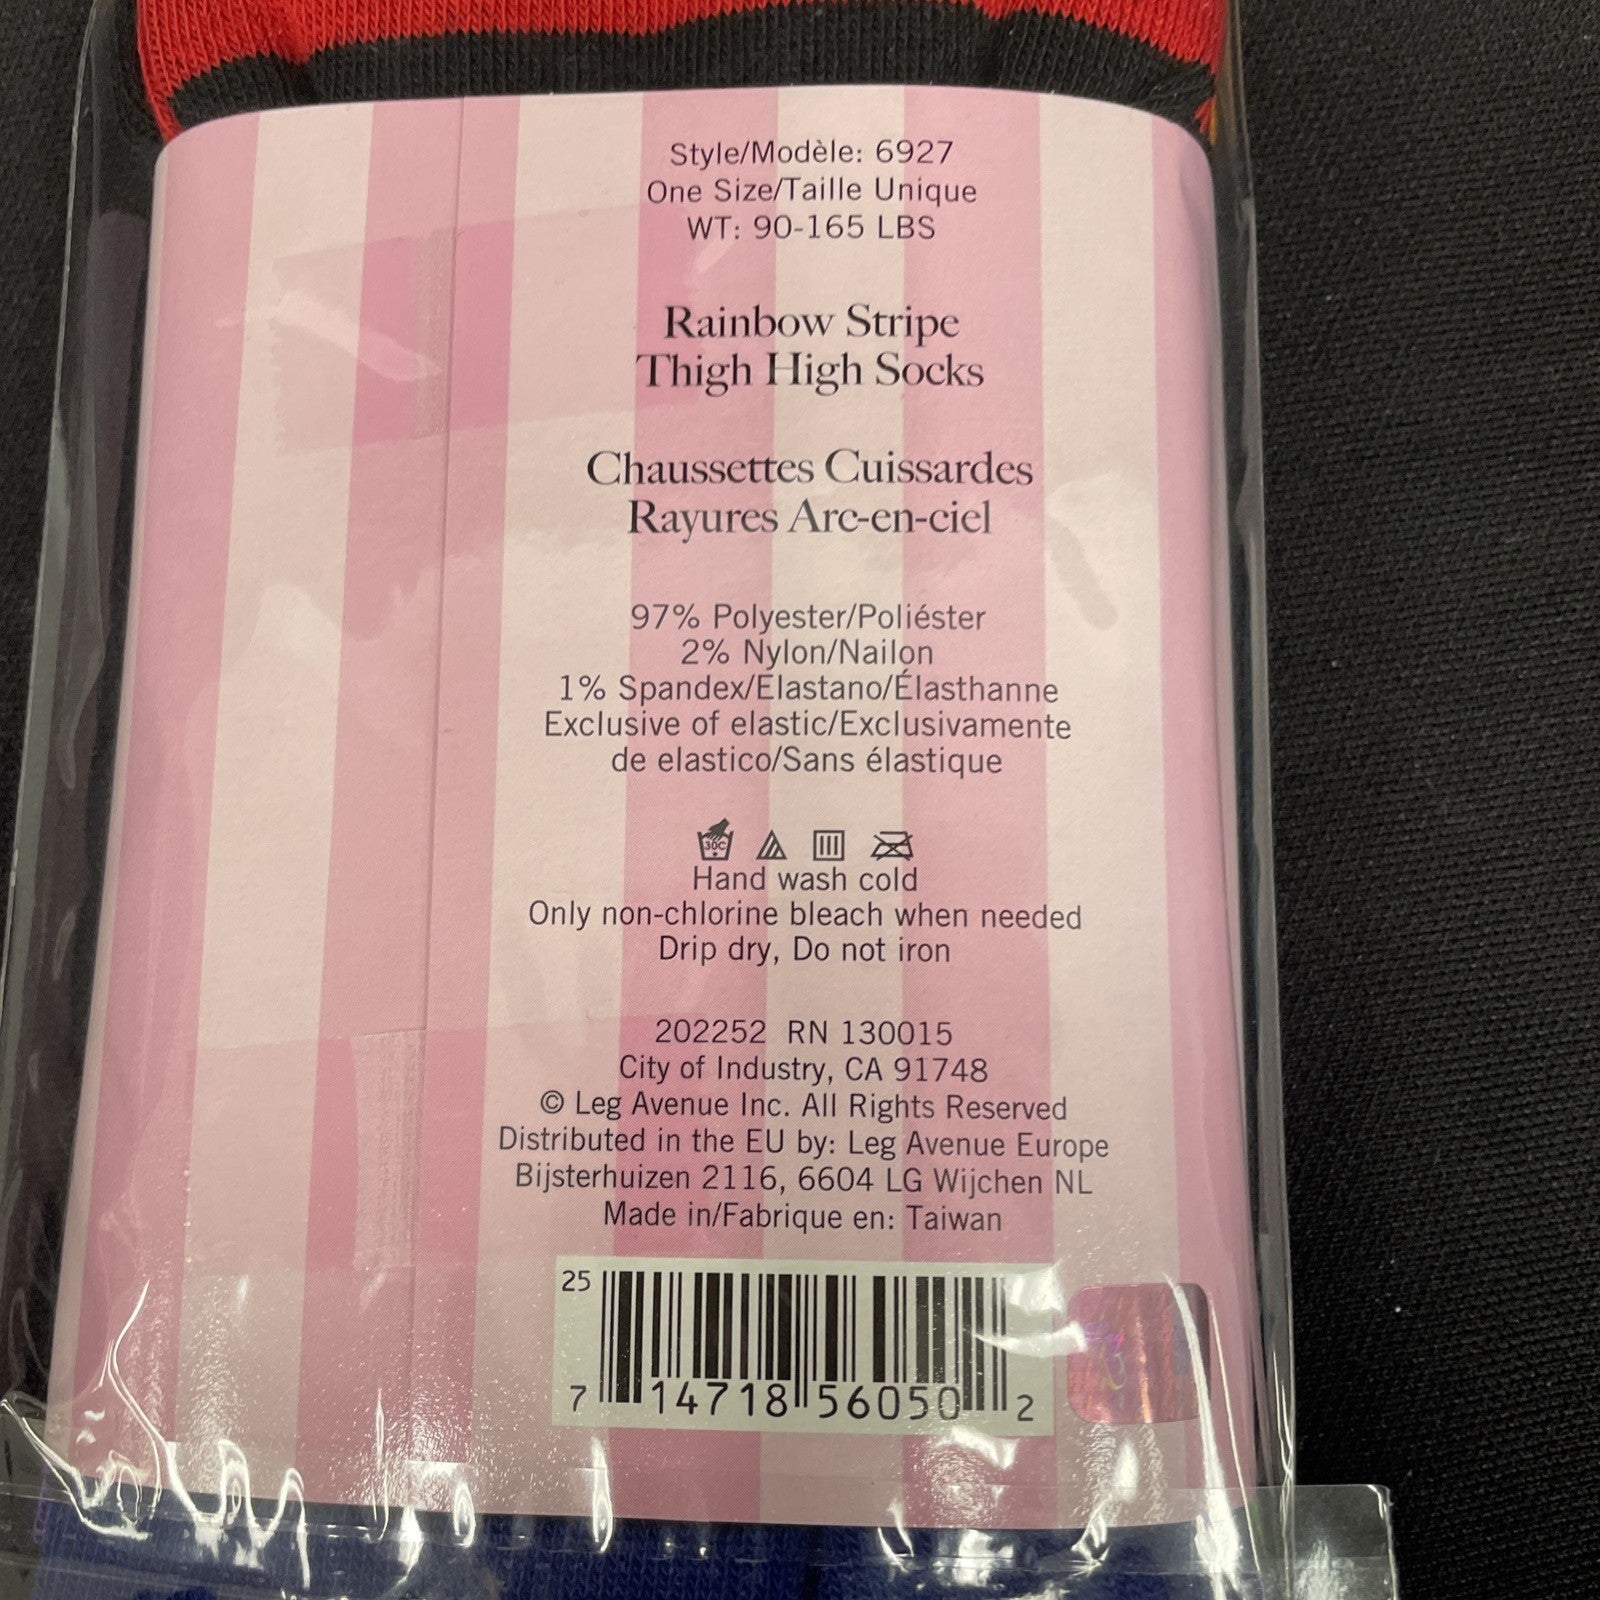 Style/Modèle: 6927
One Size/Taille Unique
WT: 90-165 LBS
Rainbow Stripe
Thigh High Socks
Chaussettes Cuissardes
Rayures Arc-en-ciel
97% Polyester/Poliéster
2% Nylon/Nailon
1% Spandex/Elastano/Élasthanne
Exclusive of elastic/Exclusivamente
de elastico/Sans élastique
30C
Hand wash cold
Only non-chlorine bleach when needed
Drip dry, Do not iron
202252 RN 130015
City of Industry, CA 91748
© Leg Avenue Inc. All Rights Reserved
Distributed in the EU by: Leg Avenue Europe
Bijsterhuizen 2116, 6604 LG Wijchen NL
Made in/Fabrique en: Taiwan
25
7 14718 56050 2